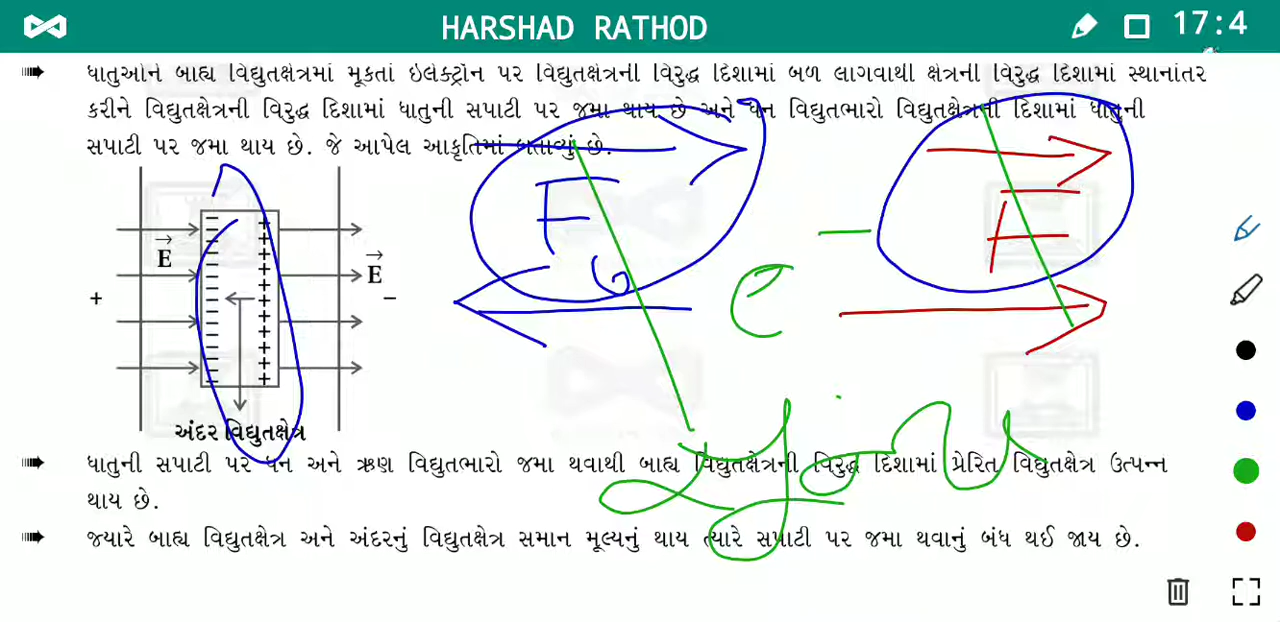 HARSHAD RATHOD
17:4
ધાતુઓને બાહ્ય વિદ્યુતક્ષેત્રમાં મૂકતાં ઇલેક્ટ્રૉન પર વિદ્યુતક્ષેત્રની વિરુદ્ધ દિશામાં બળ લાગવાથી ક્ષેત્રની વિરુદ્ધ દિશામાં સ્થાનાંતર
કરીને વિદ્યુતક્ષેત્રની વિરુદ્ધ દિશામાં ધાતુની સપાટી પર જમા થાય છે અને ધન વિદ્યુતભારો વિદ્યુતક્ષેત્રની દિશામાં ધાતુની
સપાટી પર જમા થાય છે. જે આપેલ આકૃતિમાં બતાવ્યું છે.
E E
+ −
અંદર વિદ્યુતક્ષેત્ર
E
e
ધાતુની સપાટી પર ધન અને ઋણ વિદ્યુતભારો જમા થવાથી બાહ્ય વિદ્યુતક્ષેત્રની વિરુદ્ધ દિશામાં પ્રેરિત વિદ્યુતક્ષેત્ર ઉત્પન્ન
થાય છે.
જ્યારે બાહ્ય વિદ્યુતક્ષેત્ર અને અંદરનું વિદ્યુતક્ષેત્ર સમાન મૂલ્યનું થાય ત્યારે સપાટી પર જમા થવાનું બંધ થઈ જાય છે.